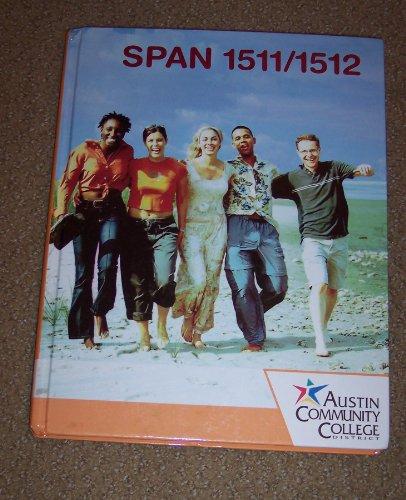 SPAN 1511/1512
AUSTIN
COMMUNITY
COLLEGE
DISTRICT